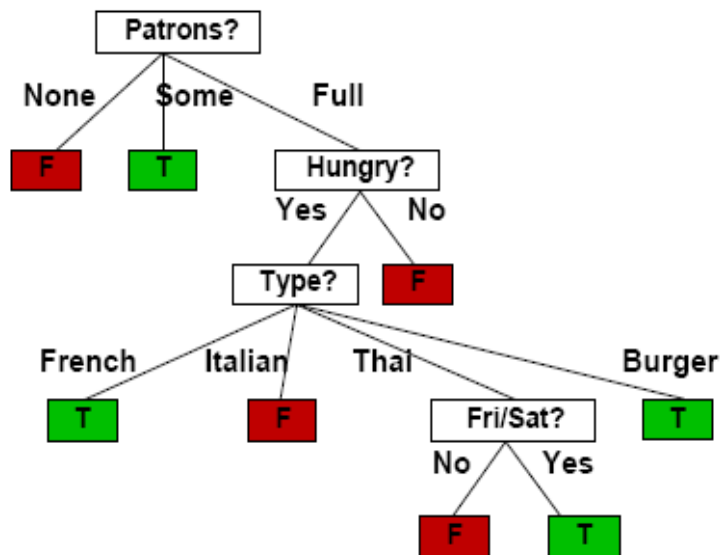 Patrons?
None Some Full
F T Hungry?
Yes No
Type? F
French Italian Thai Burger
T F Fri/Sat? T
No Yes
F T